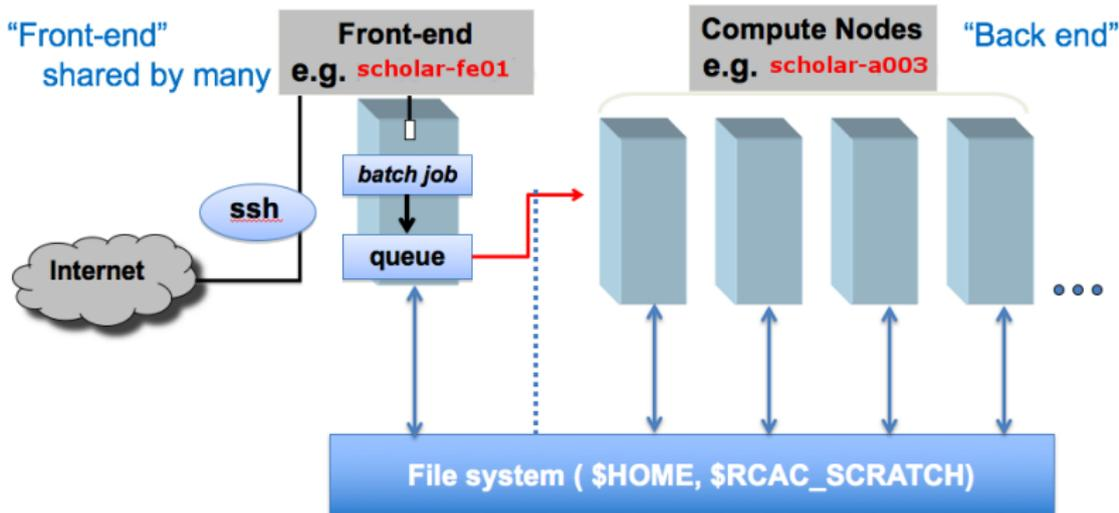 “Front-end”
shared by many
Front-end
e.g. scholar-fe01
Compute Nodes
e.g. scholar-a003
“Back end”
batch job
ssh
queue
Internet
File system ( $HOME, $RCAC_SCRATCH)